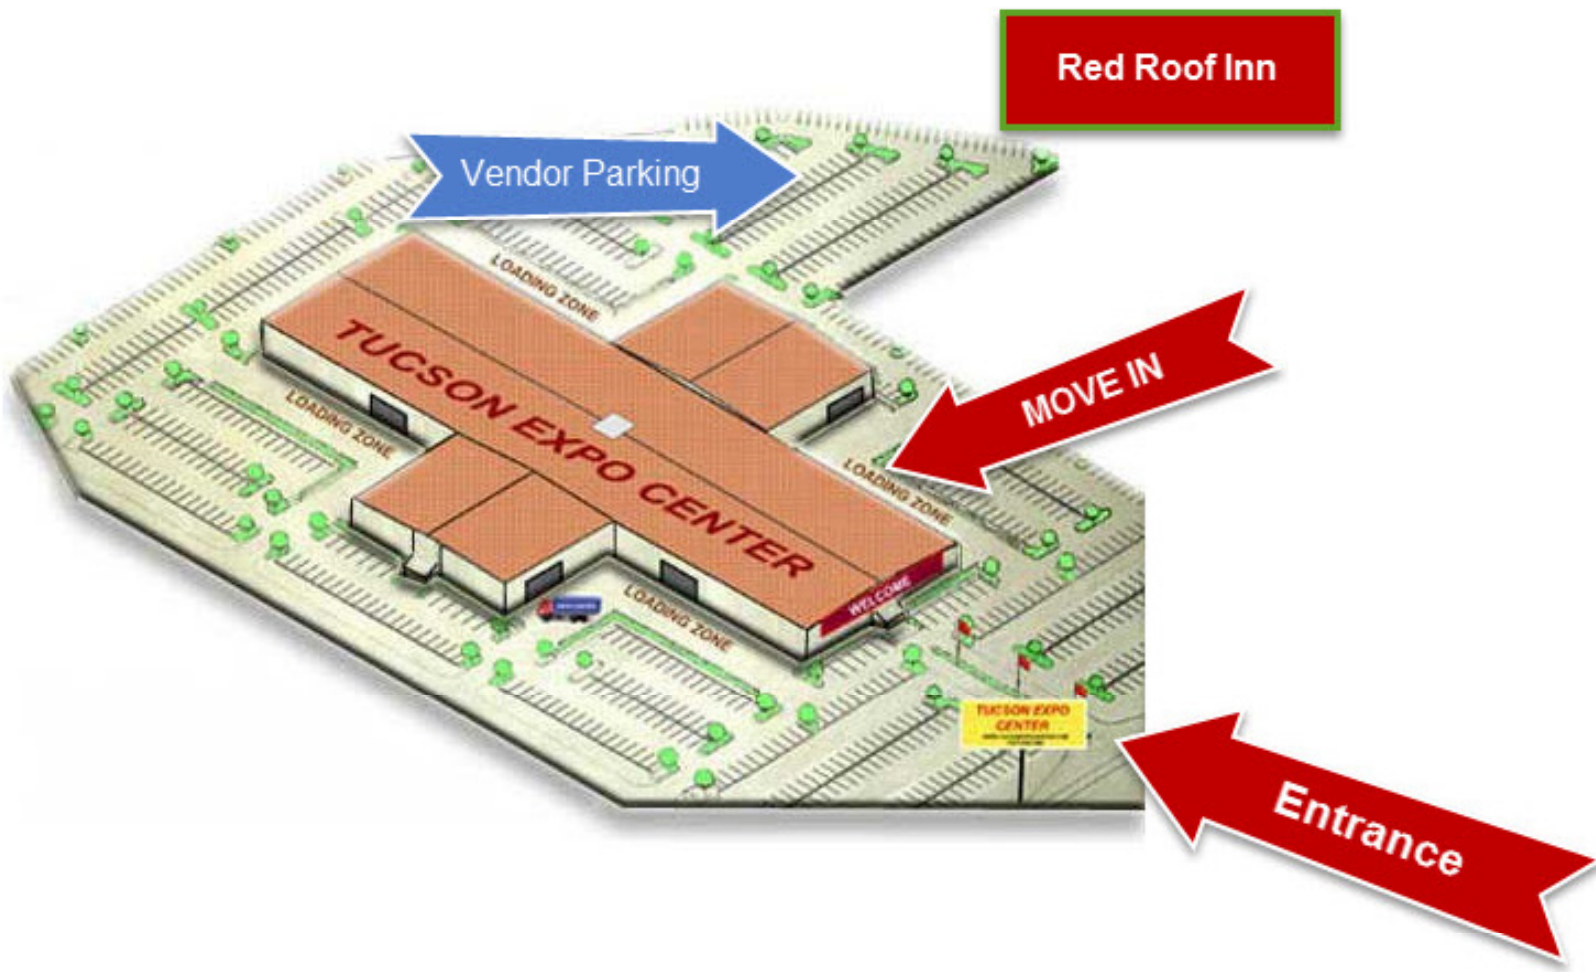 Red Roof Inn
Vendor Parking
LOADING ZONE
MOVE IN
TUCSON EXPO CENTER
LOADING ZONE
LOADING ZONE
WELCOME
LOADING ZONE
TUCSON EXPO
CENTER
Entrance